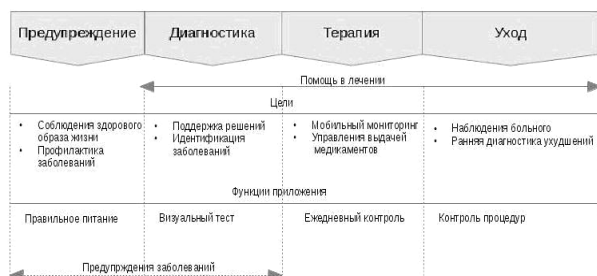 Предупреждение Диагностика Терапия Уход
Помощь в лечении
Цели
• Соблюдения здорового
образа жизни
• Профилактика
заболеваний
• Поддержка решений
• Идентификация
заболеваний
• Мобильный мониторинг
• Управления выдачей
медикаментов
• Наблюдения больного
• Ранняя диагностика ухудшений
Функции приложения
Правильное питание Визуальный тест Ежедневный контроль Контроль процедур
Предупрждения заболеваний